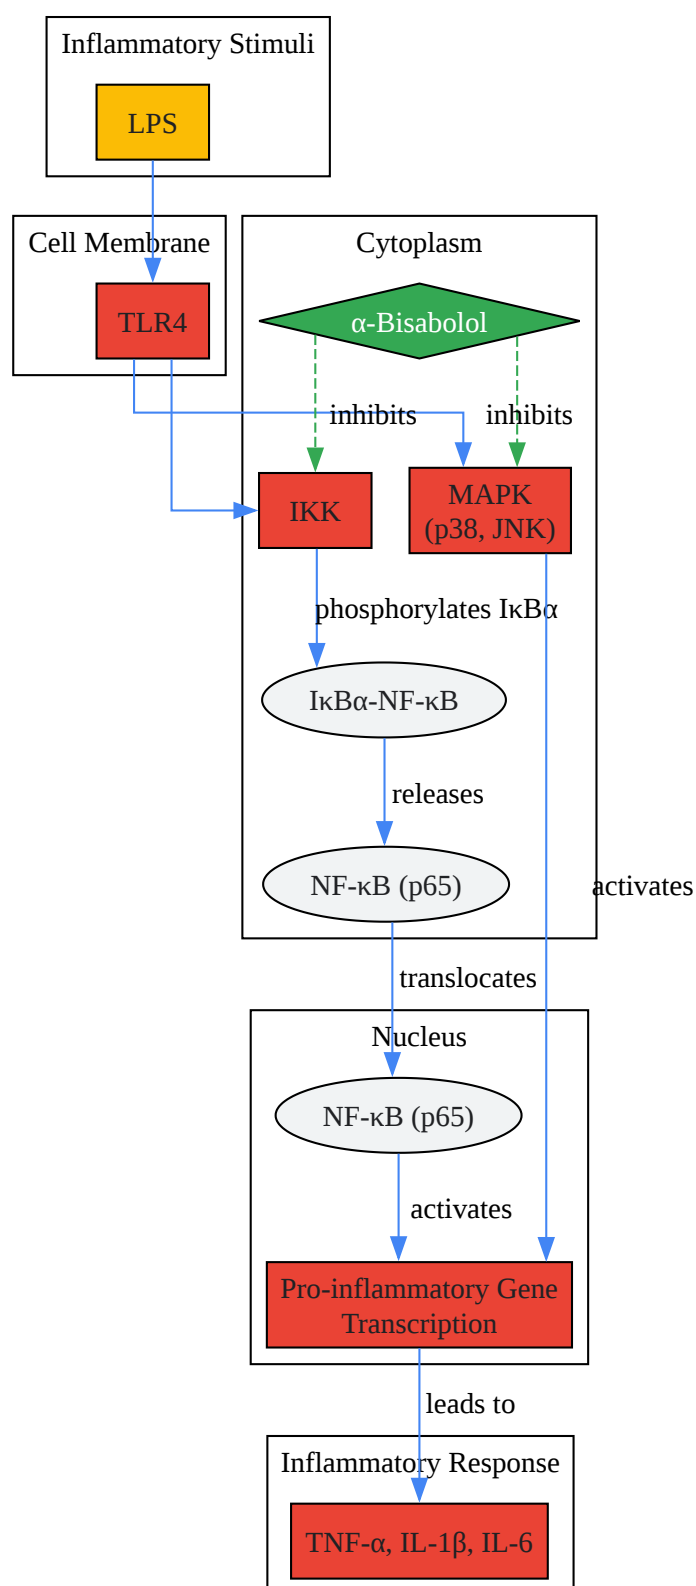 Inflammatory Stimuli
LPS
Cell Membrane
TLR4
Cytoplasm
α-Bisabolol
inhibits
inhibits
IKK
MAPK
(p38, JNK)
phosphorylates IκBα
IκBα-NF-κB
releases
NF-κB (p65)
activates
translocates
Nucleus
NF-κB (p65)
activates
Pro-inflammatory Gene
Transcription
leads to
Inflammatory Response
TNF-α, IL-1β, IL-6